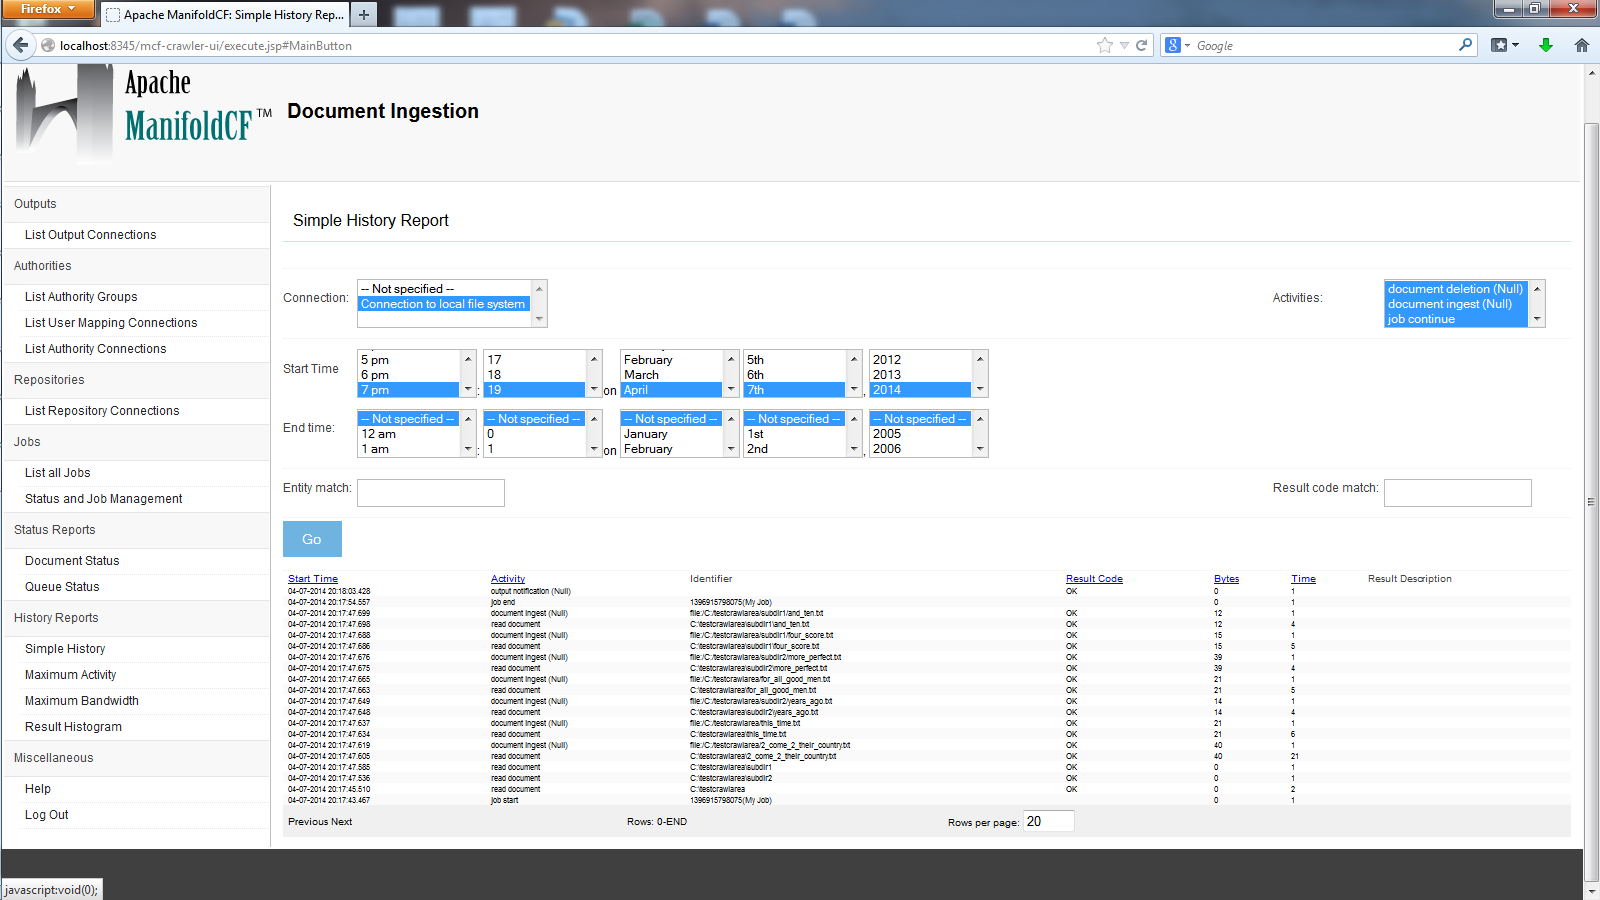 Firefox
Apache ManifoldCF: Simple History Rep...
localhost:8345/mcf-crawler-ui/execute.jsp#MainButton
Google
Apache
ManifoldCF TM
Document Ingestion
Outputs
List Output Connections
Authorities
List Authority Groups
List User Mapping Connections
List Authority Connections
Repositories
List Repository Connections
Jobs
List all Jobs
Status and Job Management
Status Reports
Document Status
Queue Status
History Reports
Simple History
Maximum Activity
Maximum Bandwidth
Result Histogram
Miscellaneous
Help
Log Out
Simple History Report
Connection: -- Not specified --
Connection to local file system
Activities: document deletion (Null)
document ingest (Null)
job continue
Start Time
5 pm 17 February 5th 2012
6 pm 18 March 6th 2013
7 pm : 19 on April 7th , 2014
End time:
-- Not specified -- -- Not specified -- -- Not specified -- -- Not specified -- -- Not specified --
12 am 0 January 1st 2005
1 am : 1 on February 2nd , 2006
Entity match: Result code match:
Go
Start Time Activity Identifier Result Code Bytes Time Result Description
04-07-2014 20:18:03.428 output notification (Null) OK 0 1
04-07-2014 20:17:54.557 job end 1396915798075(My Job) 0 1
04-07-2014 20:17:47.699 document ingest (Null) file:/C:/testcrawlarea/subdir1/and_ten.txt OK 12 1
04-07-2014 20:17:47.698 read document C:\testcrawlarea\subdir1\and_ten.txt OK 12 4
04-07-2014 20:17:47.688 document ingest (Null) file:/C:/testcrawlarea/subdir1/four_score.txt OK 15 1
04-07-2014 20:17:47.686 read document C:\testcrawlarea\subdir1\four_score.txt OK 15 5
04-07-2014 20:17:47.676 document ingest (Null) file:/C:/testcrawlarea/subdir2/more_perfect.txt OK 39 1
04-07-2014 20:17:47.675 read document C:\testcrawlarea\subdir2\more_perfect.txt OK 39 4
04-07-2014 20:17:47.665 document ingest (Null) file:/C:/testcrawlarea/for_all_good_men.txt OK 21 1
04-07-2014 20:17:47.663 read document C:\testcrawlarea\for_all_good_men.txt OK 21 5
04-07-2014 20:17:47.649 document ingest (Null) file:/C:/testcrawlarea/subdir2/years_ago.txt OK 14 1
04-07-2014 20:17:47.648 read document C:\testcrawlarea\subdir2\years_ago.txt OK 14 4
04-07-2014 20:17:47.637 document ingest (Null) file:/C:/testcrawlarea/this_time.txt OK 21 1
04-07-2014 20:17:47.634 read document C:\testcrawlarea\this_time.txt OK 21 6
04-07-2014 20:17:47.619 document ingest (Null) file:/C:/testcrawlarea/2_come_2_their_country.txt OK 40 1
04-07-2014 20:17:47.605 read document C:\testcrawlarea\2_come_2_their_country.txt OK 40 21
04-07-2014 20:17:47.585 read document C:\testcrawlarea\subdir1 OK 0 1
04-07-2014 20:17:47.536 read document C:\testcrawlarea\subdir2 OK 0 1
04-07-2014 20:17:45.510 read document C:\testcrawlarea OK 0 2
04-07-2014 20:17:43.467 job start 1396915798075(My Job) 0 1
Previous Next Rows: 0-END Rows per page: 20
javascript:void(0);